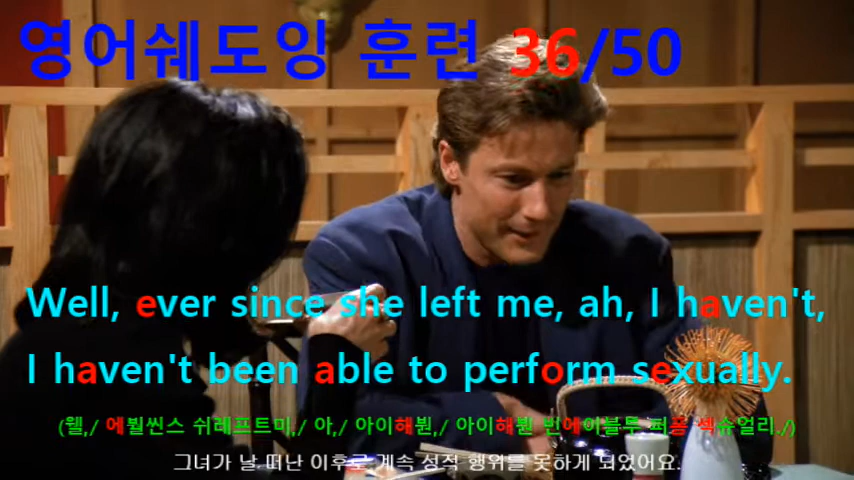 영어쉐도잉 훈련 36/50
Well, ever since she left me, ah, I haven't,
I haven't been able to perform sexually.
(웰,/ 에붤씬스 쉬레프트미,/ 아,/ 아이해붼,/ 아이해붼 번에이블투 퍼폼 섹슈얼리./)
그녀가 날 떠난 이후로 계속 성적 행위를 못하게 되었어요.